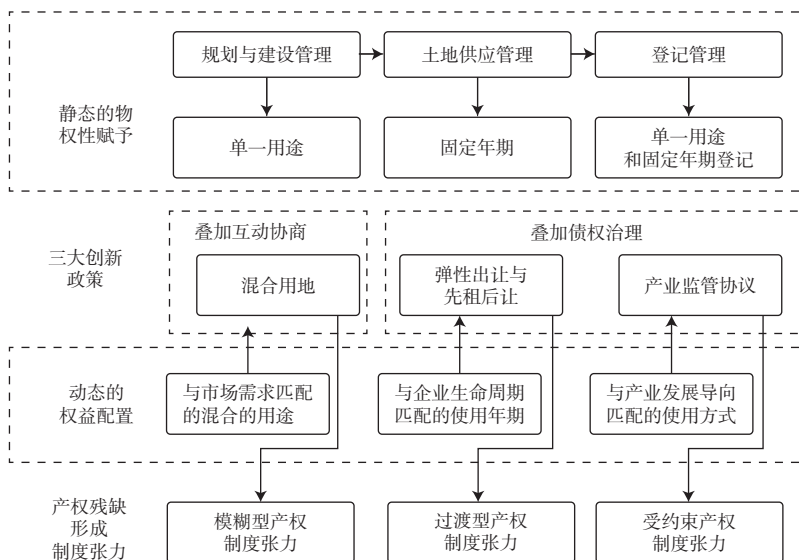 规划与建设管理
土地供应管理
登记管理
静态的物
权性赋予
单一用途
固定年期
单一用途
和固定年期登记
三大创新
政策
叠加互动协商
混合用地
叠加债权治理
弹性出让与
先租后让
产业监管协议
动态的
权益配置
与市场需求匹配
的混合的用途
与企业生命周期
匹配的使用年期
与产业发展导向
匹配的使用方式
产权残缺
形成
制度张力
模糊型产权
制度张力
过渡型产权
制度张力
受约束产权
制度张力